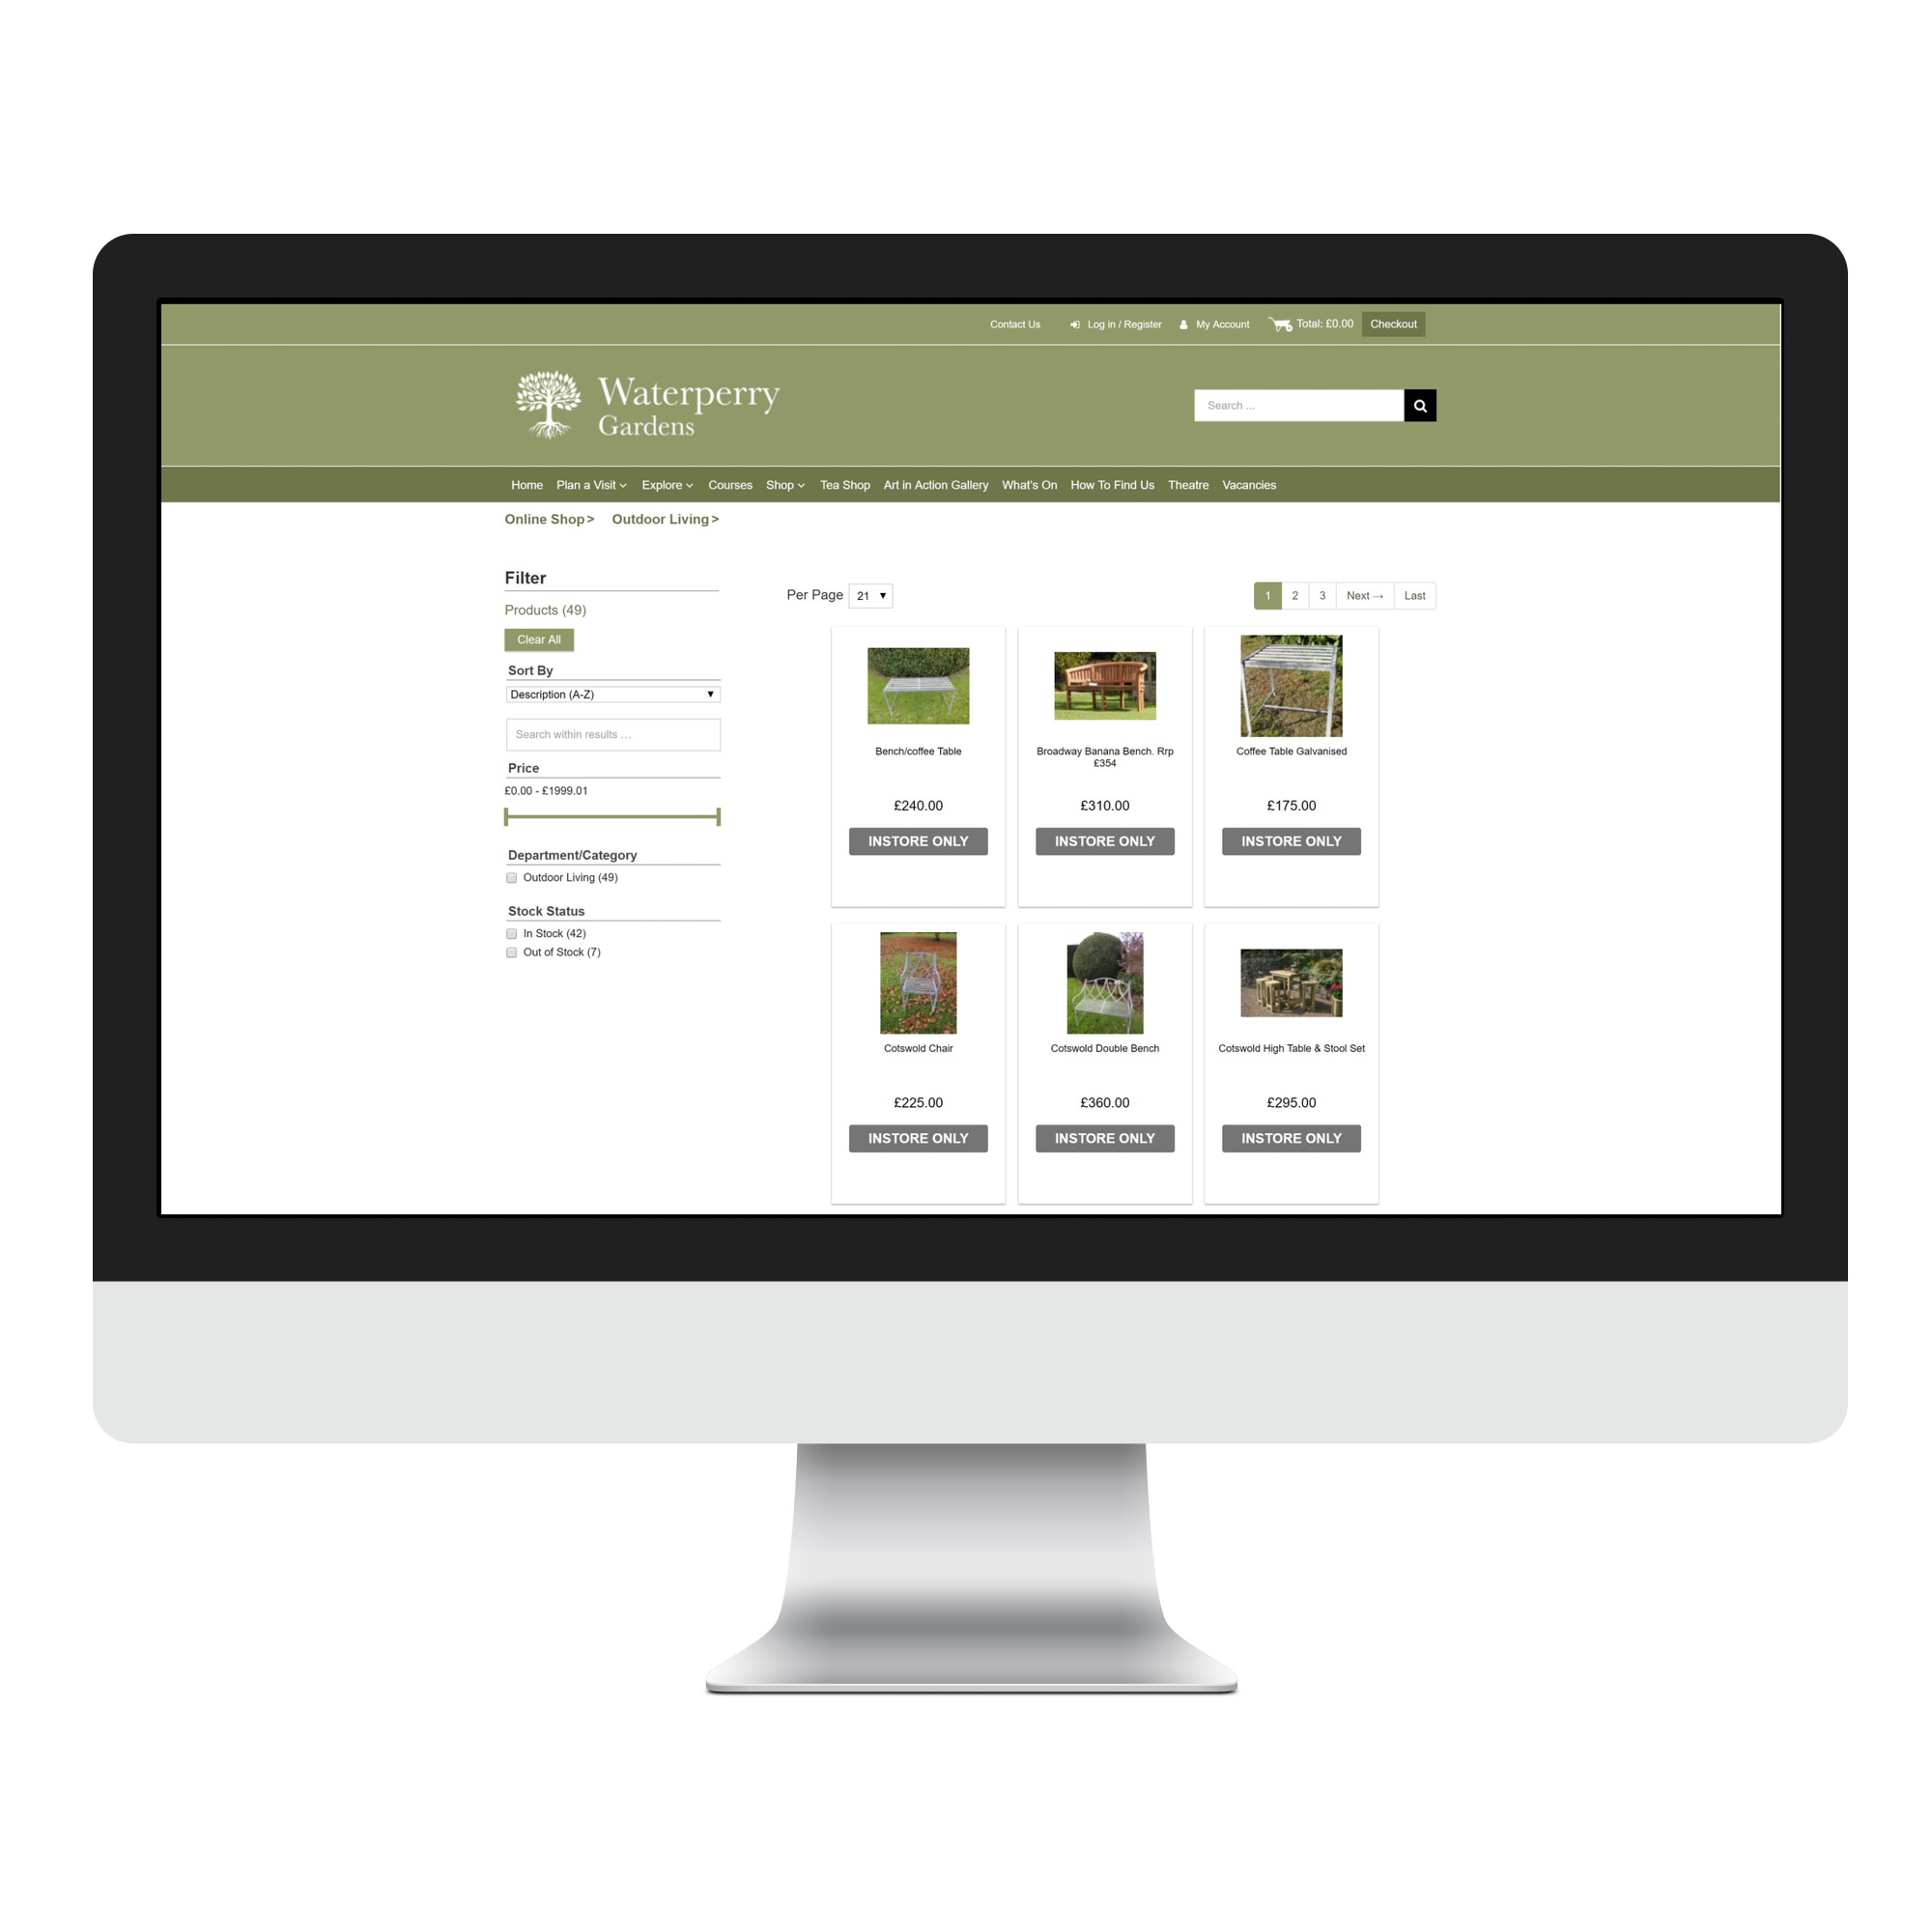 Contact Us Log in / Register My Account Total: £0.00 Checkout
Waterperry
Gardens
Search ...
Home Plan a Visit Explore Courses Shop Tea Shop Art in Action Gallery What's On How To Find Us Theatre Vacancies
Online Shop > Outdoor Living >
Filter
Products (49)
Clear All
Sort By
Description (A-Z)
Search within results ...
Price
£0.00 - £1999.01
Department/Category
Outdoor Living (49)
Stock Status
In Stock (42)
Out of Stock (7)
Per Page 21
1 2 3 Next → Last
Bench/coffee Table
£240.00
INSTORE ONLY
Broadway Banana Bench. Rrp
£354
£310.00
INSTORE ONLY
Coffee Table Galvanised
£175.00
INSTORE ONLY
Cotswold Chair
£225.00
INSTORE ONLY
Cotswold Double Bench
£360.00
INSTORE ONLY
Cotswold High Table & Stool Set
£295.00
INSTORE ONLY